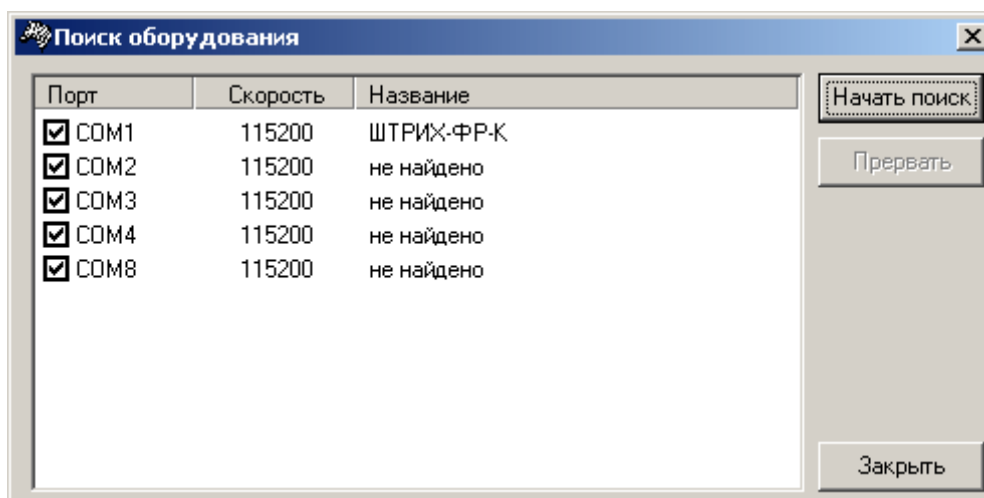 Поиск оборудования
Порт Скорость Название
COM1 115200 ШТРИХ-ФР-К
COM2 115200 не найдено
COM3 115200 не найдено
COM4 115200 не найдено
COM8 115200 не найдено
Начать поиск
Прервать
Закрыть